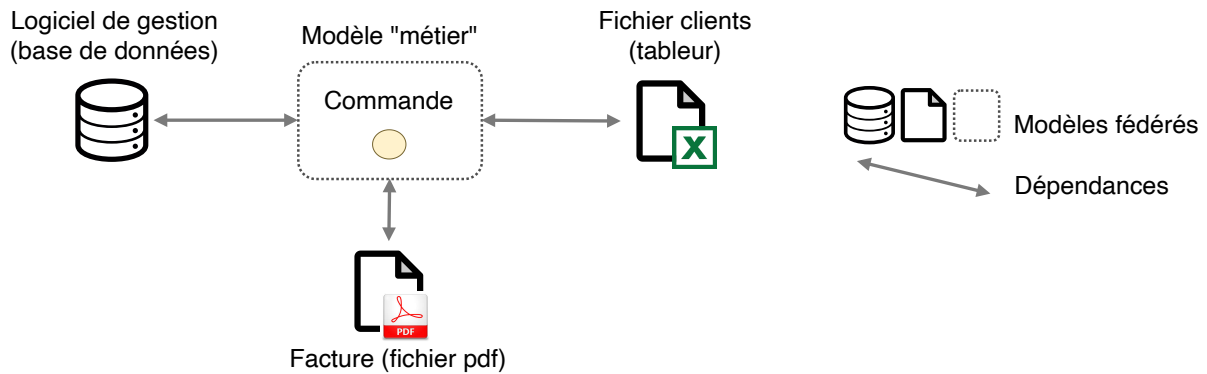 Logiciel de gestion
(base de données)
Modèle "métier"
Fichier clients
(tableur)
Commande
X
Modèles fédérés
Dépendances
PDF
Facture (fichier pdf)